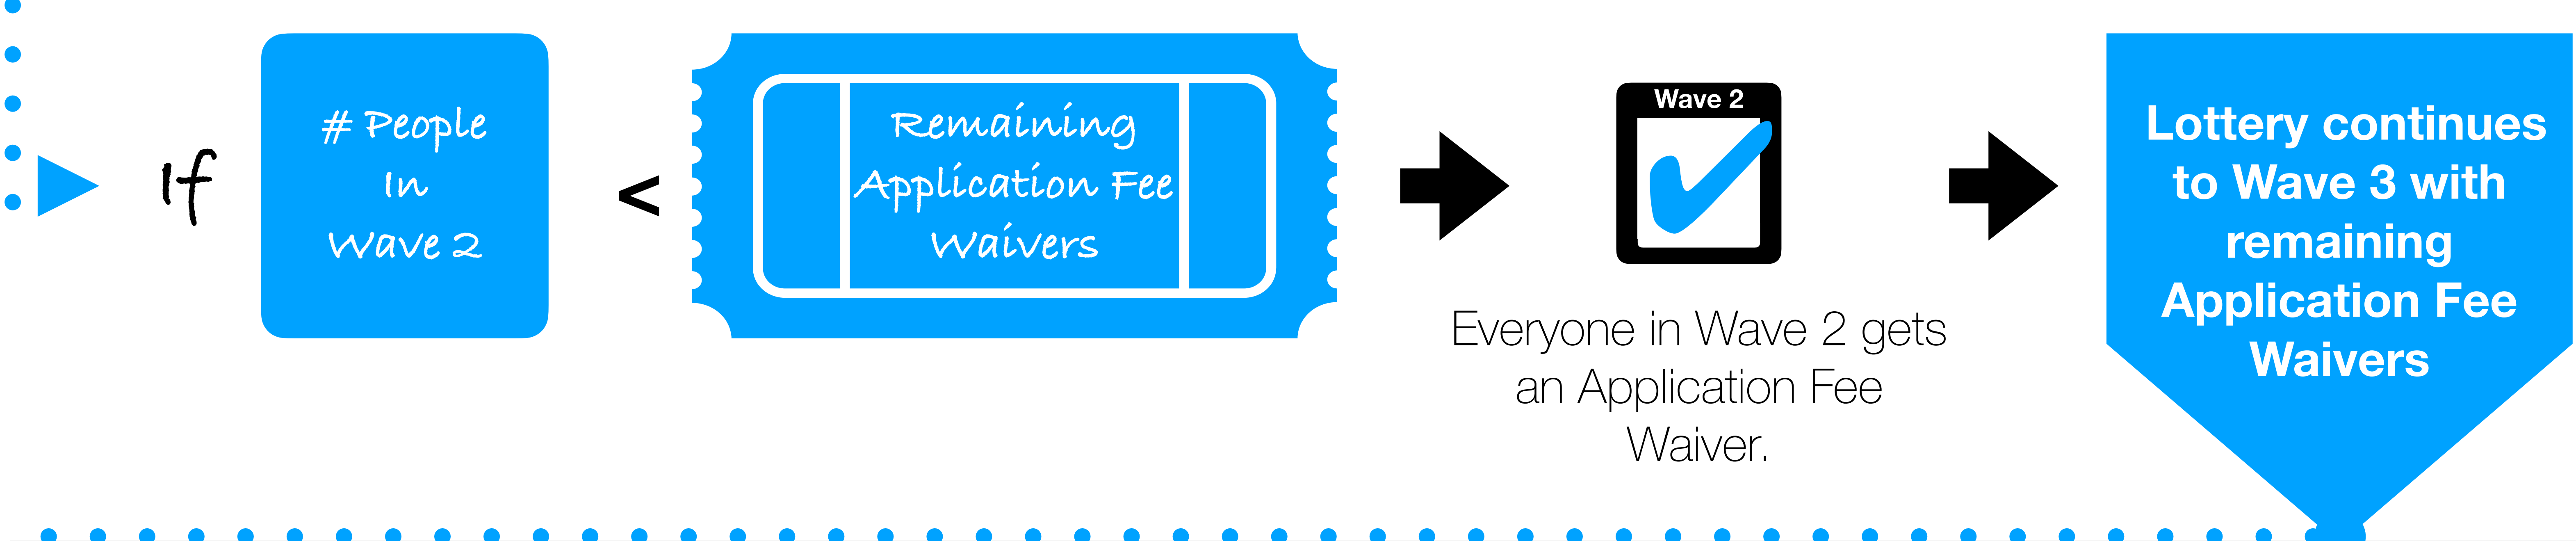 If
# People
In
Wave 2
<
Remaining
Application Fee
Waivers
Wave 2
Everyone in Wave 2 gets
an Application Fee
Waiver.
Lottery continues
to Wave 3 with
remaining
Application Fee
Waivers